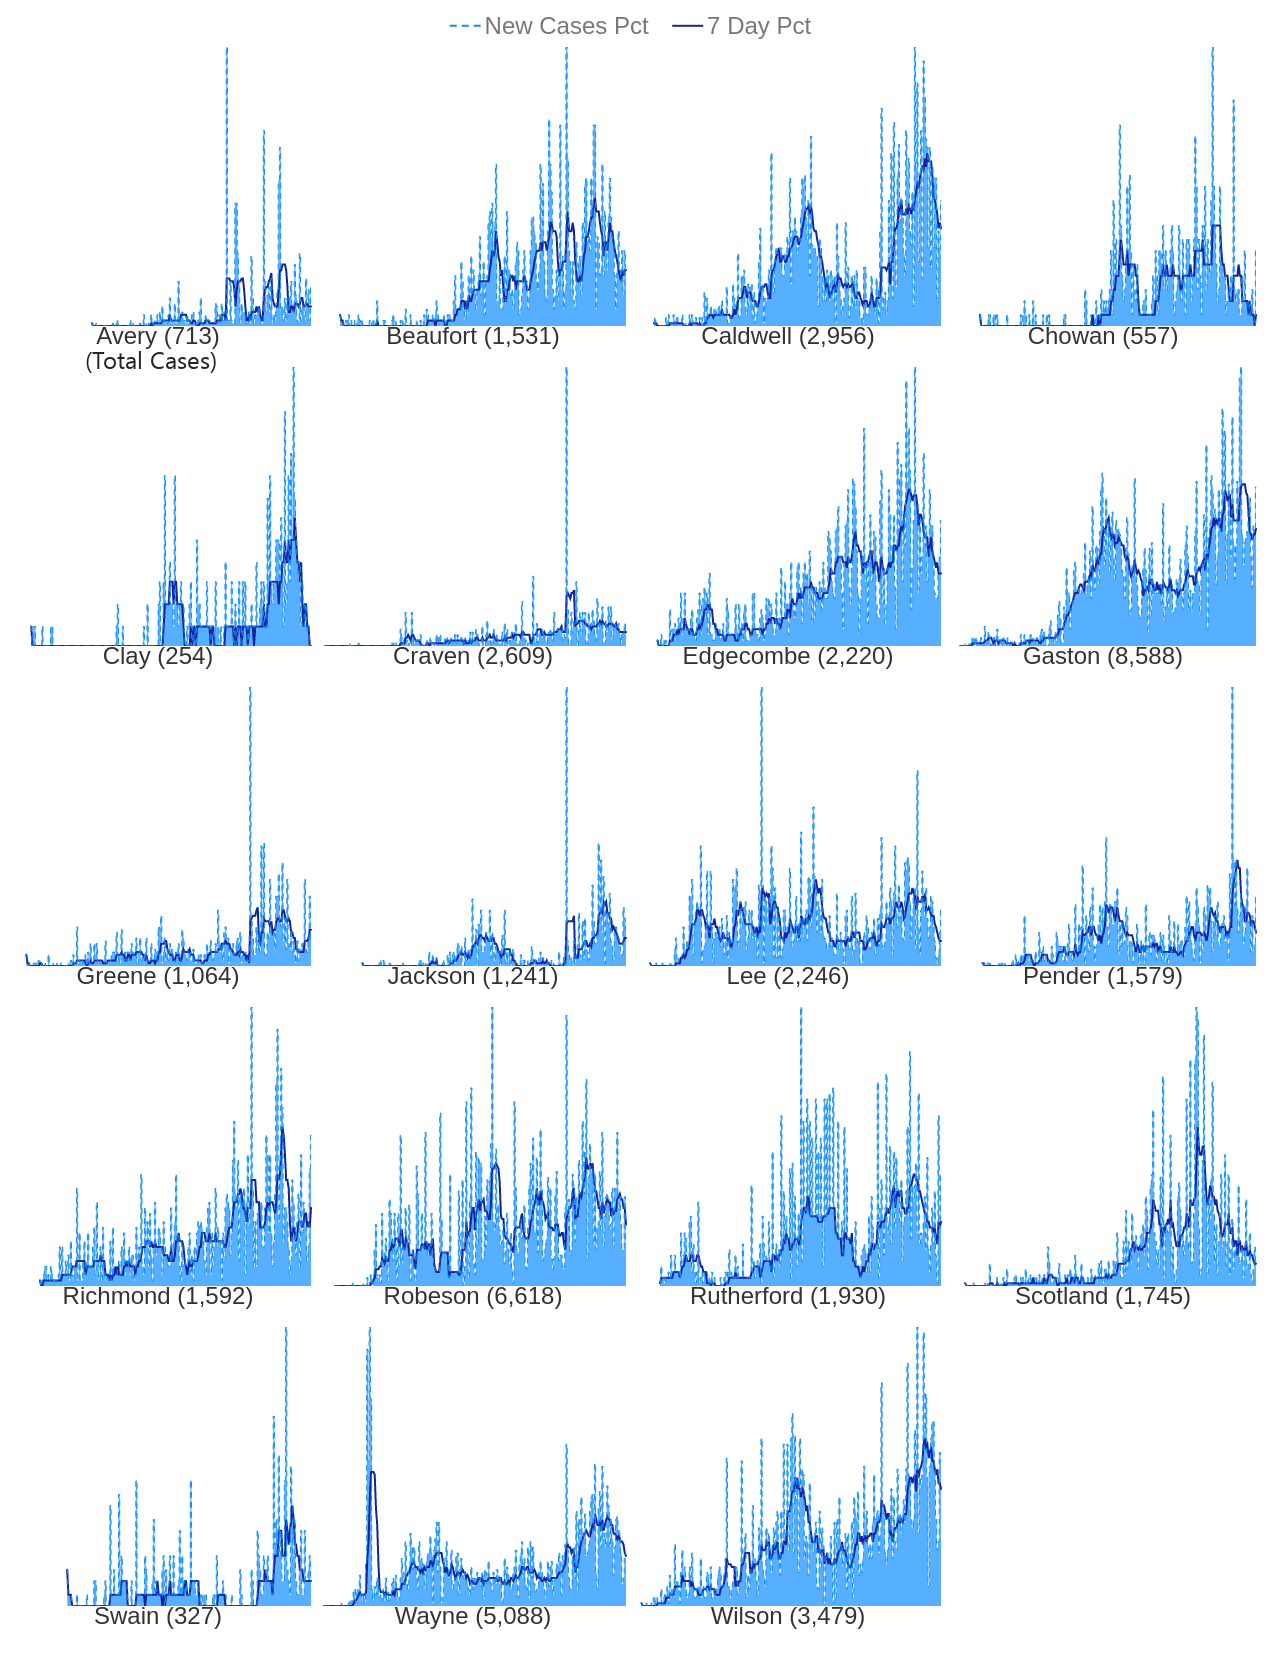 New Cases Pct 7 Day Pct
Avery (713) Beaufort (1,531) Caldwell (2,956) Chowan (557)
(Total Cases)
Clay (254) Craven (2,609) Edgecombe (2,220) Gaston (8,588)
Greene (1,064) Jackson (1,241) Lee (2,246) Pender (1,579)
Richmond (1,592) Robeson (6,618) Rutherford (1,930) Scotland (1,745)
Swain (327) Wayne (5,088) Wilson (3,479)